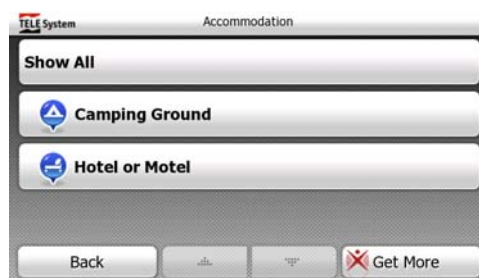 TELE System
Accommodation
Show All
Camping Ground
Hotel or Motel
Back
Get More